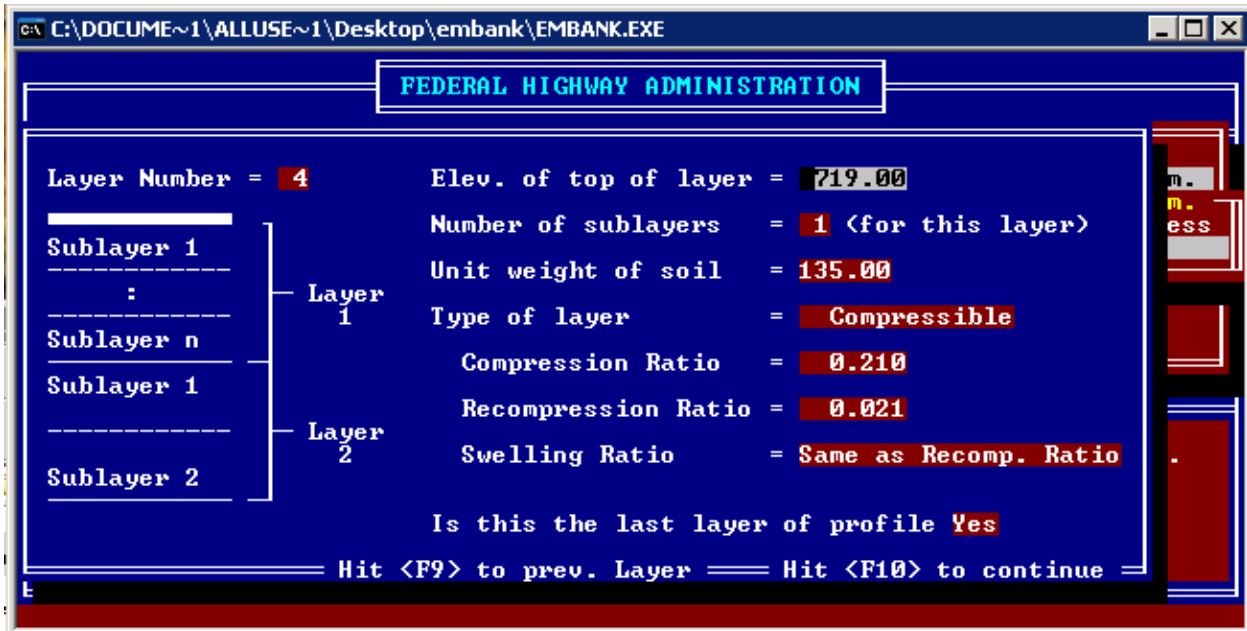 C:\DOCUME~1\ALLUSE~1\Desktop\embank\EMBANK.EXE
FEDERAL HIGHWAY ADMINISTRATION
Layer Number = 4
Sublayer 1
:
Sublayer n
Layer 1
Sublayer 1
Sublayer 2
Layer 2
Elev. of top of layer = 719.00
Number of sublayers = 1 (for this layer)
Unit weight of soil = 135.00
Type of layer = Compressible
Compression Ratio = 0.210
Recompression Ratio = 0.021
Swelling Ratio = Same as Recomp. Ratio
Is this the last layer of profile Yes
Hit <F9> to prev. Layer
Hit <F10> to continue
m.
m.
ess